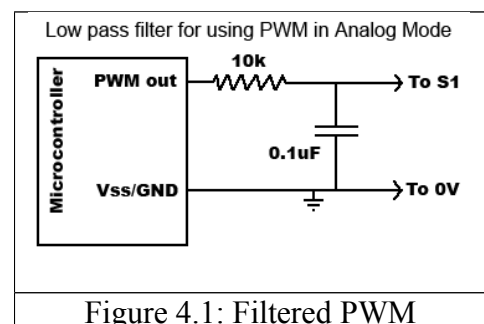 Low pass filter for using PWM in Analog Mode
Microcontroller
PWM out
10k
To S1
0.1uF
Vss/GND
To 0V
Figure 4.1: Filtered PWM